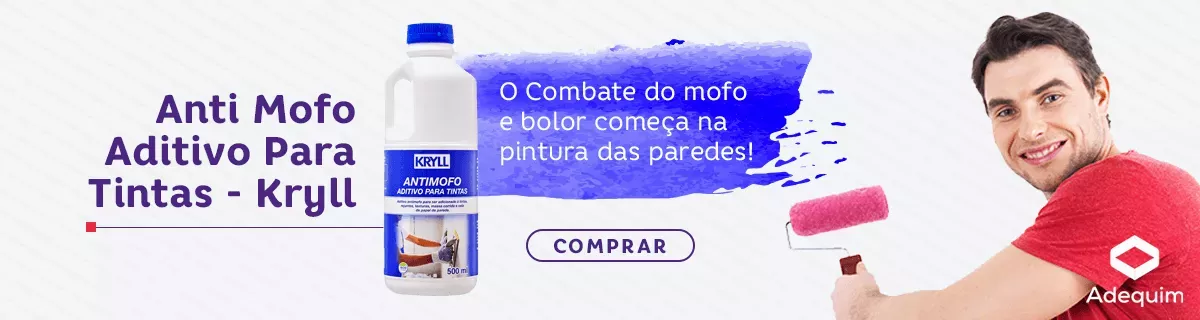 Anti Mofo
Aditivo Para
Tintas - Kryll
KRYLL
ANTIMOFO
ADITIVO PARA TINTAS
500 ml
O Combate do mofo
e bolor começa na
pintura das paredes!
COMPRAR
Adequim